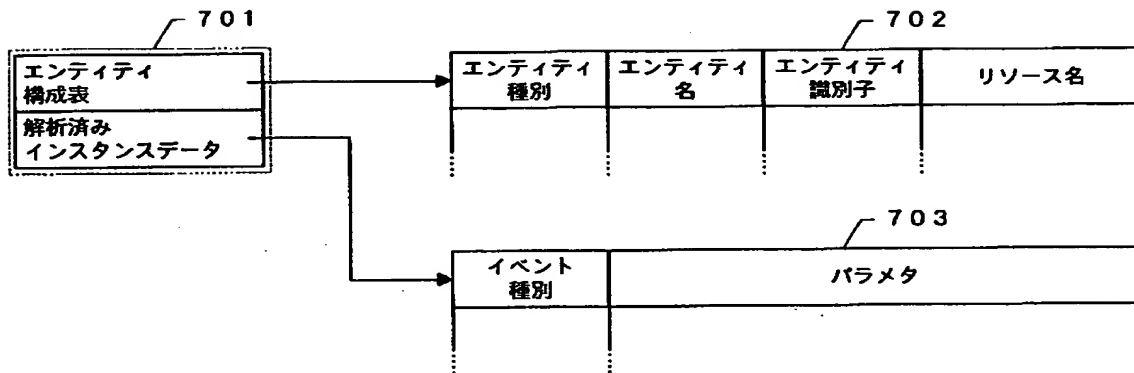 701
エンティティ
構成表
解析済み
インスタンスデータ
702
エンティティ
種別
エンティティ
名
エンティティ
識別子
リソース名
703
イベント
種別
パラメタ